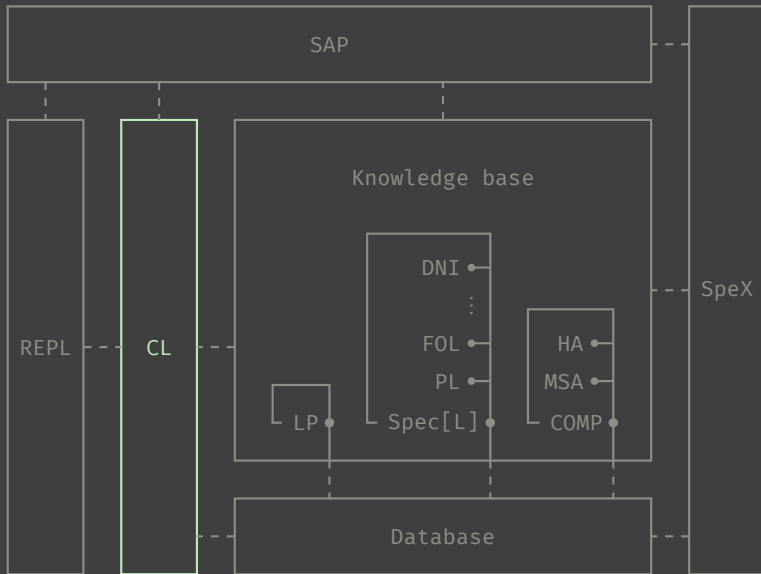 SAP
Knowledge base
DNI
⋮
FOL
HA
REPL
CL
PL
MSA
LP
Spec[L]
COMP
SpeX
Database